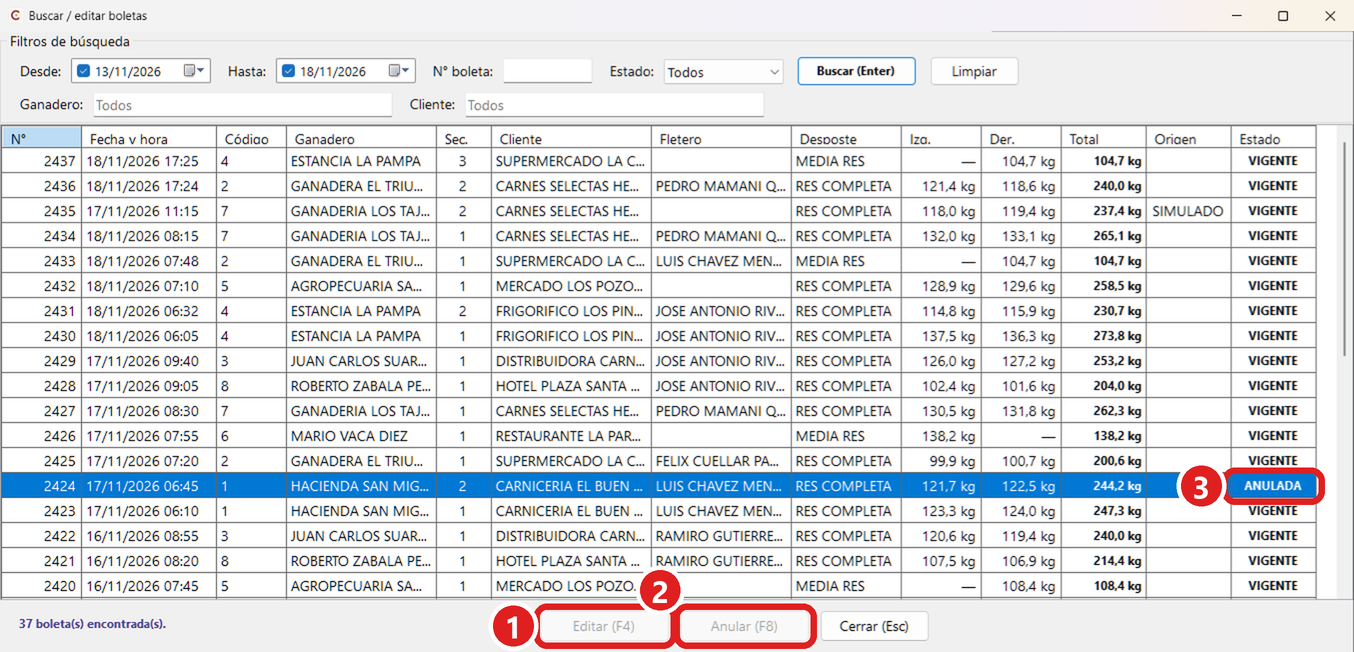 Buscar / editar boletas
Filtros de búsqueda
Desde: 13/11/2026 Hasta: 18/11/2026 N° boleta: Estado: Todos Buscar (Enter) Limpiar
Ganadero: Todos Cliente: Todos
N° Fecha y hora Código Ganadero Sec. Cliente Fletero Desposte Izq. Der. Total Origen Estado
2437 18/11/2026 17:25 4 ESTANCIA LA PAMPA 3 SUPERMERCADO LA C... MEDIA RES — 104,7 kg 104,7 kg VIGENTE
2436 18/11/2026 17:24 2 GANADERA EL TRIU... 2 CARNES SELECTAS HE... PEDRO MAMANI Q... RES COMPLETA 121,4 kg 118,6 kg 240,0 kg VIGENTE
2435 17/11/2026 11:15 7 GANADERIA LOS TAJ... 2 CARNES SELECTAS HE... RES COMPLETA 118,0 kg 119,4 kg 237,4 kg SIMULADO VIGENTE
2434 18/11/2026 08:15 7 GANADERIA LOS TAJ... 1 CARNES SELECTAS HE... PEDRO MAMANI Q... RES COMPLETA 132,0 kg 133,1 kg 265,1 kg VIGENTE
2433 18/11/2026 07:48 2 GANADERA EL TRIU... 1 SUPERMERCADO LA C... LUIS CHAVEZ MEN... MEDIA RES — 104,7 kg 104,7 kg VIGENTE
2432 18/11/2026 07:10 5 AGROPECUARIA SA... 1 MERCADO LOS POZO... RES COMPLETA 128,9 kg 129,6 kg 258,5 kg VIGENTE
2431 18/11/2026 06:32 4 ESTANCIA LA PAMPA 2 FRIGORIFICO LOS PIN... JOSE ANTONIO RIV... RES COMPLETA 114,8 kg 115,9 kg 230,7 kg VIGENTE
2430 18/11/2026 06:05 4 ESTANCIA LA PAMPA 1 FRIGORIFICO LOS PIN... JOSE ANTONIO RIV... RES COMPLETA 137,5 kg 136,3 kg 273,8 kg VIGENTE
2429 17/11/2026 09:40 3 JUAN CARLOS SUAR... 1 DISTRIBUIDORA CARN... JOSE ANTONIO RIV... RES COMPLETA 126,0 kg 127,2 kg 253,2 kg VIGENTE
2428 17/11/2026 09:05 8 ROBERTO ZABALA PE... 1 HOTEL PLAZA SANTA ... JOSE ANTONIO RIV... RES COMPLETA 102,4 kg 101,6 kg 204,0 kg VIGENTE
2427 17/11/2026 08:30 7 GANADERIA LOS TAJ... 1 CARNES SELECTAS HE... PEDRO MAMANI Q... RES COMPLETA 130,5 kg 131,8 kg 262,3 kg VIGENTE
2426 17/11/2026 07:55 6 MARIO VACA DIEZ 1 RESTAURANTE LA PAR... MEDIA RES 138,2 kg — 138,2 kg VIGENTE
2425 17/11/2026 07:20 2 GANADERA EL TRIU... 1 SUPERMERCADO LA C... FELIX CUELLAR PA... RES COMPLETA 99,9 kg 100,7 kg 200,6 kg VIGENTE
2424 17/11/2026 06:45 1 HACIENDA SAN MIG... 2 CARNICERIA EL BUEN ... LUIS CHAVEZ MEN... RES COMPLETA 121,7 kg 122,5 kg 244,2 kg 3 ANULADA
2423 17/11/2026 06:10 1 HACIENDA SAN MIG... 1 CARNICERIA EL BUEN ... LUIS CHAVEZ MEN... RES COMPLETA 123,3 kg 124,0 kg 247,3 kg VIGENTE
2422 16/11/2026 08:55 3 JUAN CARLOS SUAR... 1 DISTRIBUIDORA CARN... RAMIRO GUTIERRE... RES COMPLETA 120,6 kg 119,4 kg 240,0 kg VIGENTE
2421 16/11/2026 08:20 8 ROBERTO ZABALA PE... 1 HOTEL PLAZA SANTA ... RAMIRO GUTIERRE... RES COMPLETA 107,5 kg 106,9 kg 214,4 kg VIGENTE
2420 16/11/2026 07:45 5 AGROPECUARIA SA... 1 MERCADO LOS POZO... MEDIA RES — 108,4 kg 108,4 kg VIGENTE
37 boleta(s) encontrada(s). 1 Editar (F4) 2 Anular (F8) Cerrar (Esc)